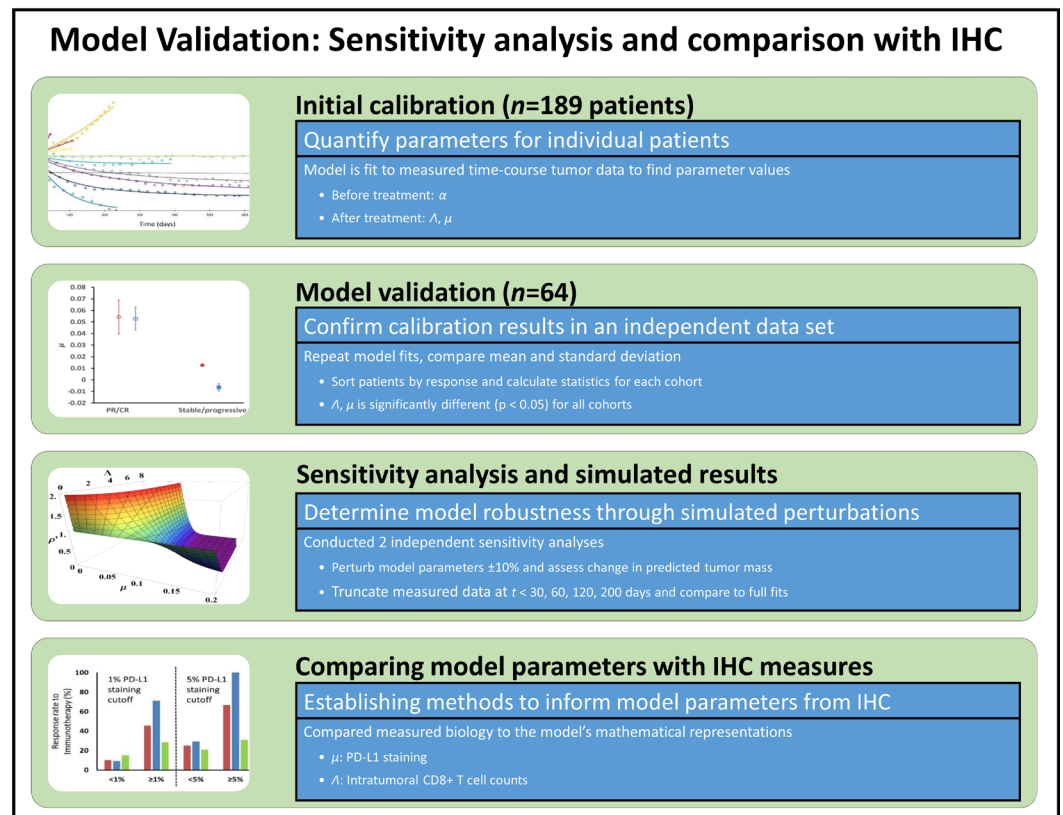 Model Validation: Sensitivity analysis and comparison with IHC
Initial calibration (n=189 patients)
Quantify parameters for individual patients
Model is fit to measured time-course tumor data to find parameter values
• Before treatment: α
• After treatment: Λ, μ
100 200 300 400 500 600
Time (days)
Model validation (n=64)
Confirm calibration results in an independent data set
Repeat model fits, compare mean and standard deviation
• Sort patients by response and calculate statistics for each cohort
• Λ, μ is significantly different (p < 0.05) for all cohorts
0.08
0.07
0.06
0.05
0.04
0.03
0.02
0.01
0
-0.01
-0.02
μ
PR/CR Stable/progressive
Sensitivity analysis and simulated results
Determine model robustness through simulated perturbations
Conducted 2 independent sensitivity analyses
• Perturb model parameters ±10% and assess change in predicted tumor mass
• Truncate measured data at t < 30, 60, 120, 200 days and compare to full fits
Λ
0 2 4 6 8
2.
1.5
1.
0.5
0
0 0.05 0.1 0.15 0.2
μ
Comparing model parameters with IHC measures
Establishing methods to inform model parameters from IHC
Compared measured biology to the model's mathematical representations
• μ: PD-L1 staining
• Λ: Intratumoral CD8+ T cell counts
Response rate to
Immunotherapy (%)
100
80
60
40
20
0
1% PD-L1
staining
cutoff
5% PD-L1
staining
cutoff
<1% ≥1% <5% ≥5%